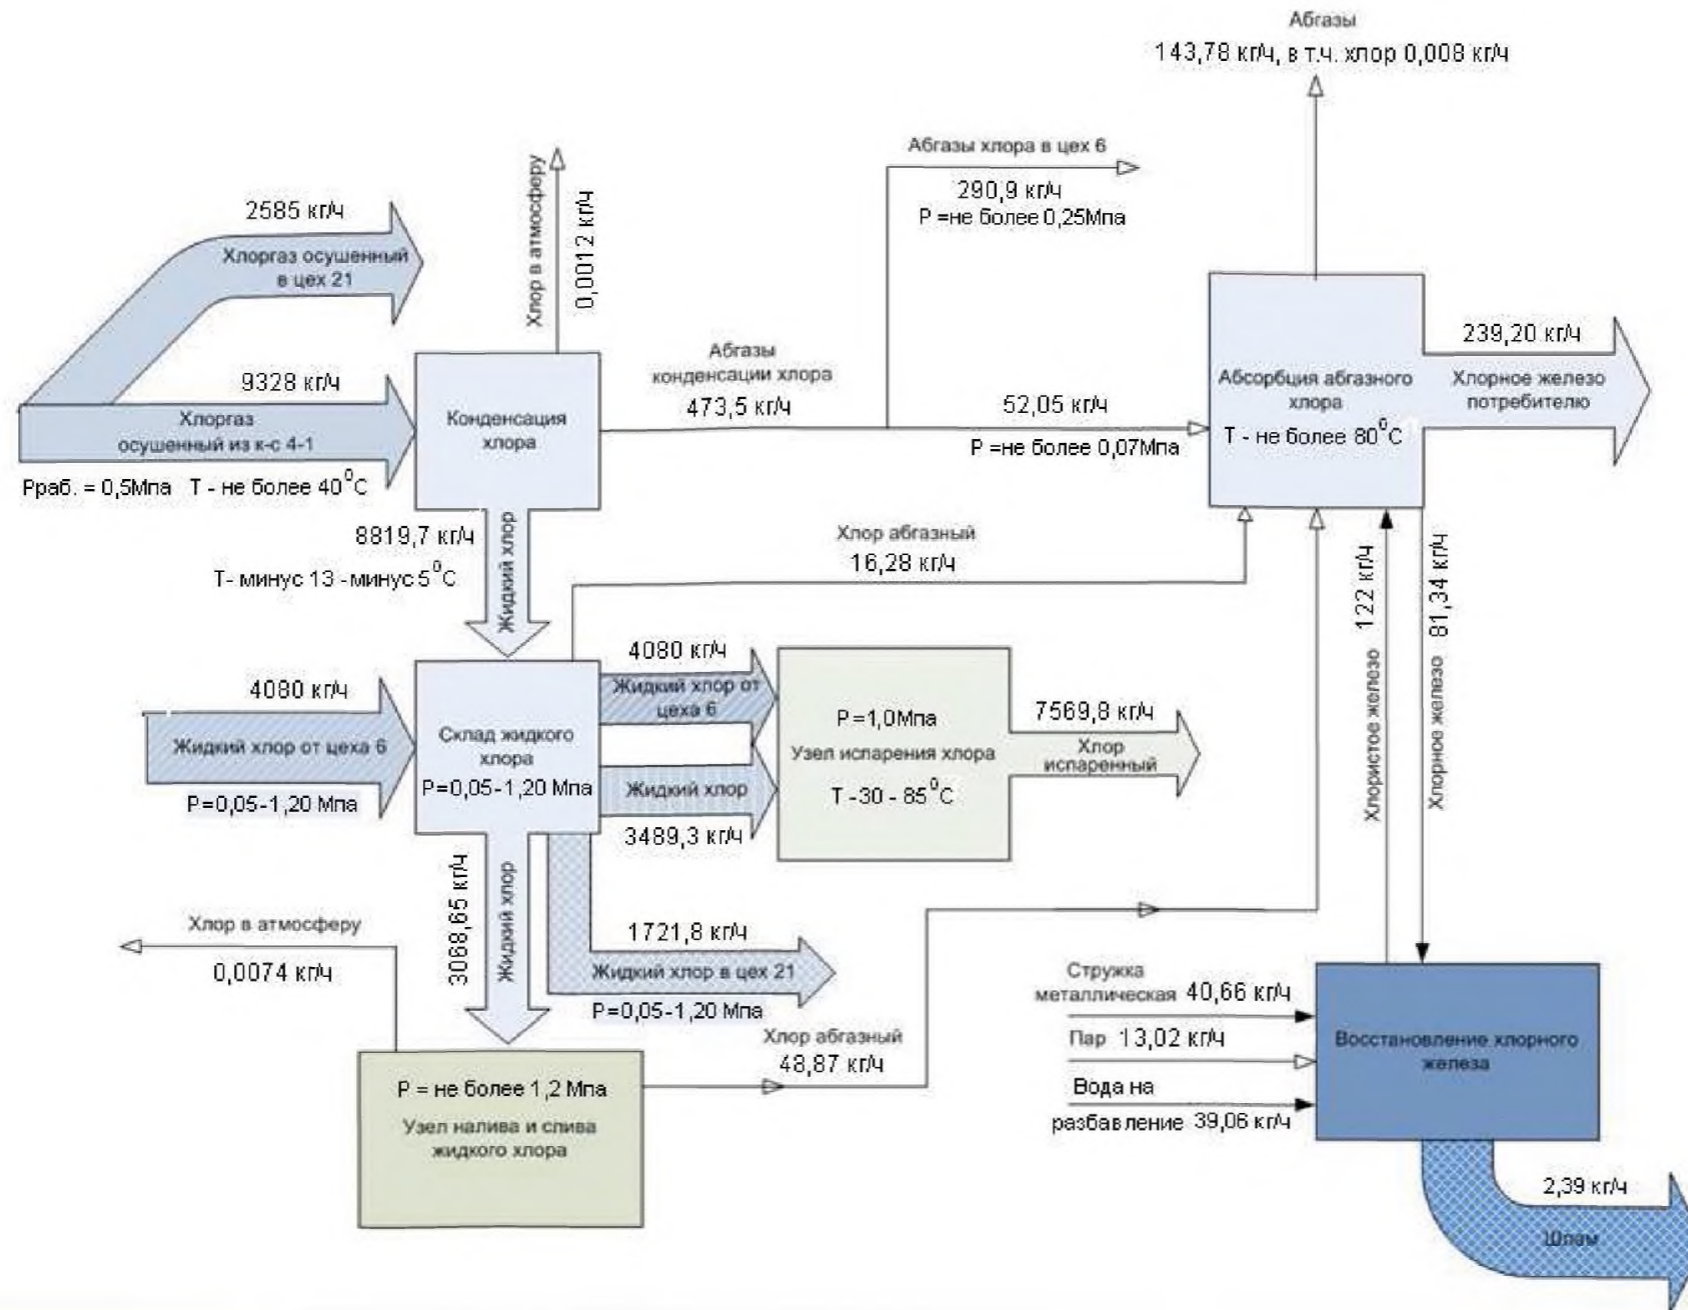 Абгазы
143,78 кг/ч, в т.ч. хлор 0,008 кг/ч
Абгазы хлора в цех 6
290,9 кг/ч
Р =не более 0,25Мпа
Хлор в атмосферу
0,0012 кг/ч
2585 кг/ч
Хлоргаз осушенный
в цех 21
9328 кг/ч
Хлоргаз
осушенный из к-с 4-1
Рраб. = 0,5Мпа Т - не более 40⁰С
Конденсация
хлора
Абгазы
конденсации хлора
473,5 кг/ч
52,05 кг/ч
Р =не более 0,07Мпа
Абсорбция абгазного
хлора
Т - не более 80⁰С
239,20 кг/ч
Хлорное железо
потребителю
8819,7 кг/ч
Т- минус 13 -минус 5⁰С
Жидкий хлор
Хлор абгазный
16,28 кг/ч
Хлористое железо 122 кг/ч
Хлорное железо 81,34 кг/ч
4080 кг/ч
Жидкий хлор от цеха 6
Р=0,05-1,20 Мпа
Склад жидкого
хлора
Р=0,05-1,20 Мпа
4080 кг/ч
Жидкий хлор от
цеха 6
Жидкий хлор
3489,3 кг/ч
Р=1,0Мпа
Узел испарения хлора
Т -30 - 85⁰С
7569,8 кг/ч
Хлор
испаренный
3068,65 кг/ч
Жидкий хлор
1721,8 кг/ч
Жидкий хлор в цех 21
Р=0,05-1,20 Мпа
Хлор в атмосферу
0,0074 кг/ч
Хлор абгазный
48,87 кг/ч
Р = не более 1,2 Мпа
Узел налива и слива
жидкого хлора
Стружка
металлическая 40,66 кг/ч
Пар 13,02 кг/ч
Вода на
разбавление 39,06 кг/ч
Восстановление хлорного
железа
2,39 кг/ч
Шлам